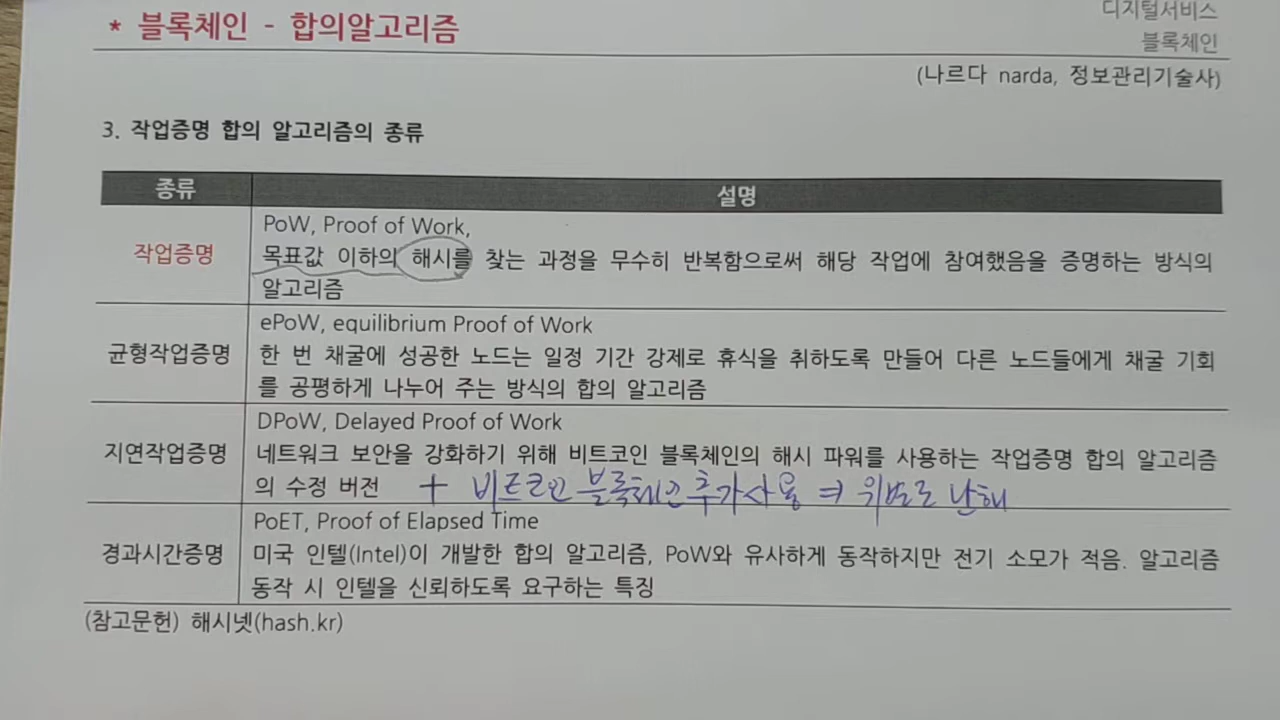 * 블록체인 - 합의알고리즘
디지털서비스
블록체인
(나르다 narda, 정보관리기술사)
3. 작업증명 합의 알고리즘의 종류
종류 설명
작업증명
PoW, Proof of Work,
목표값 이하의 해시를 찾는 과정을 무수히 반복함으로써 해당 작업에 참여했음을 증명하는 방식의
알고리즘
균형작업증명
ePoW, equilibrium Proof of Work
한 번 채굴에 성공한 노드는 일정 기간 강제로 휴식을 취하도록 만들어 다른 노드들에게 채굴 기회
를 공평하게 나누어 주는 방식의 합의 알고리즘
지연작업증명
DPoW, Delayed Proof of Work
네트워크 보안을 강화하기 위해 비트코인 블록체인의 해시 파워를 사용하는 작업증명 합의 알고리즘
의 수정 버전 + 비트코인 블록체인 추가사용 ⇒ 위변조 난해
경과시간증명
PoET, Proof of Elapsed Time
미국 인텔(Intel)이 개발한 합의 알고리즘, PoW와 유사하게 동작하지만 전기 소모가 적음. 알고리즘
동작 시 인텔을 신뢰하도록 요구하는 특징
(참고문헌) 해시넷(hash.kr)